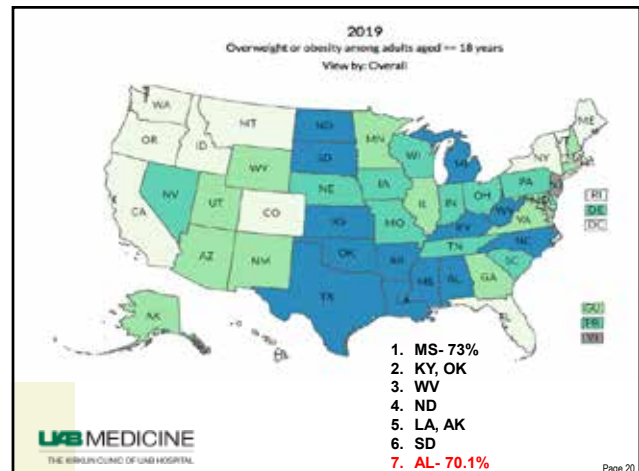 2019
Overweight or obesity among adults aged >= 18 years
View by: Overall
WA
MT
ND
MN
ME
OR
ID
WY
SD
WI
MI
NY
NE
IA
PA
NV
UT
CO
KS
MO
IL
IN
OH
WV
VA
KY
CA
AZ
NM
OK
TN
NC
SC
TX
LA
MS
AL
GA
FL
AK
HI
RI
DE
DC
GU
PR
1. MS- 73%
2. KY, OK
3. WV
4. ND
5. LA, AK
6. SD
7. AL- 70.1%
UAB MEDICINE
THE KIRKLIN CLINIC OF UAB HOSPITAL
Page 20